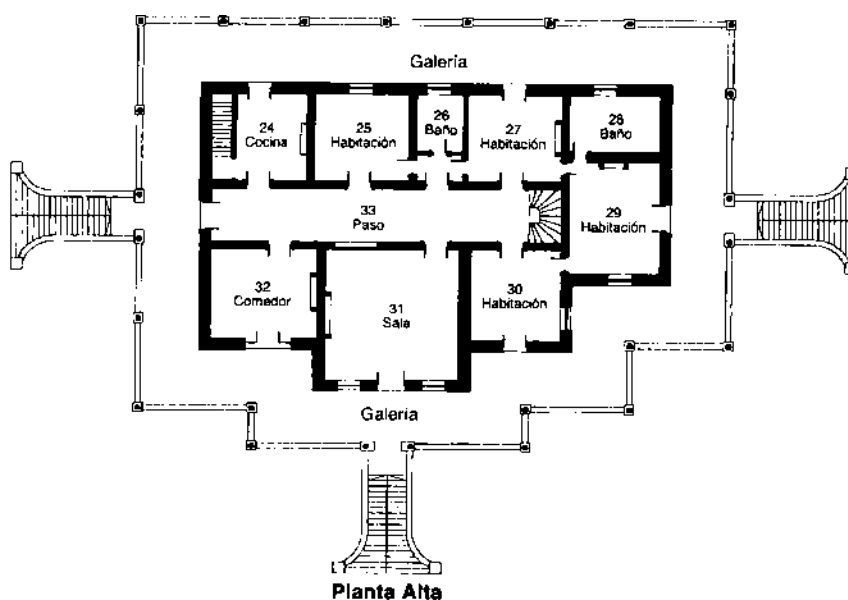 Galería
24
Cocina
25
Habitación
26
Baño
27
Habitación
28
Baño
33
Paso
29
Habitación
32
Comedor
31
Sala
30
Habitación
Galería
Planta Alta